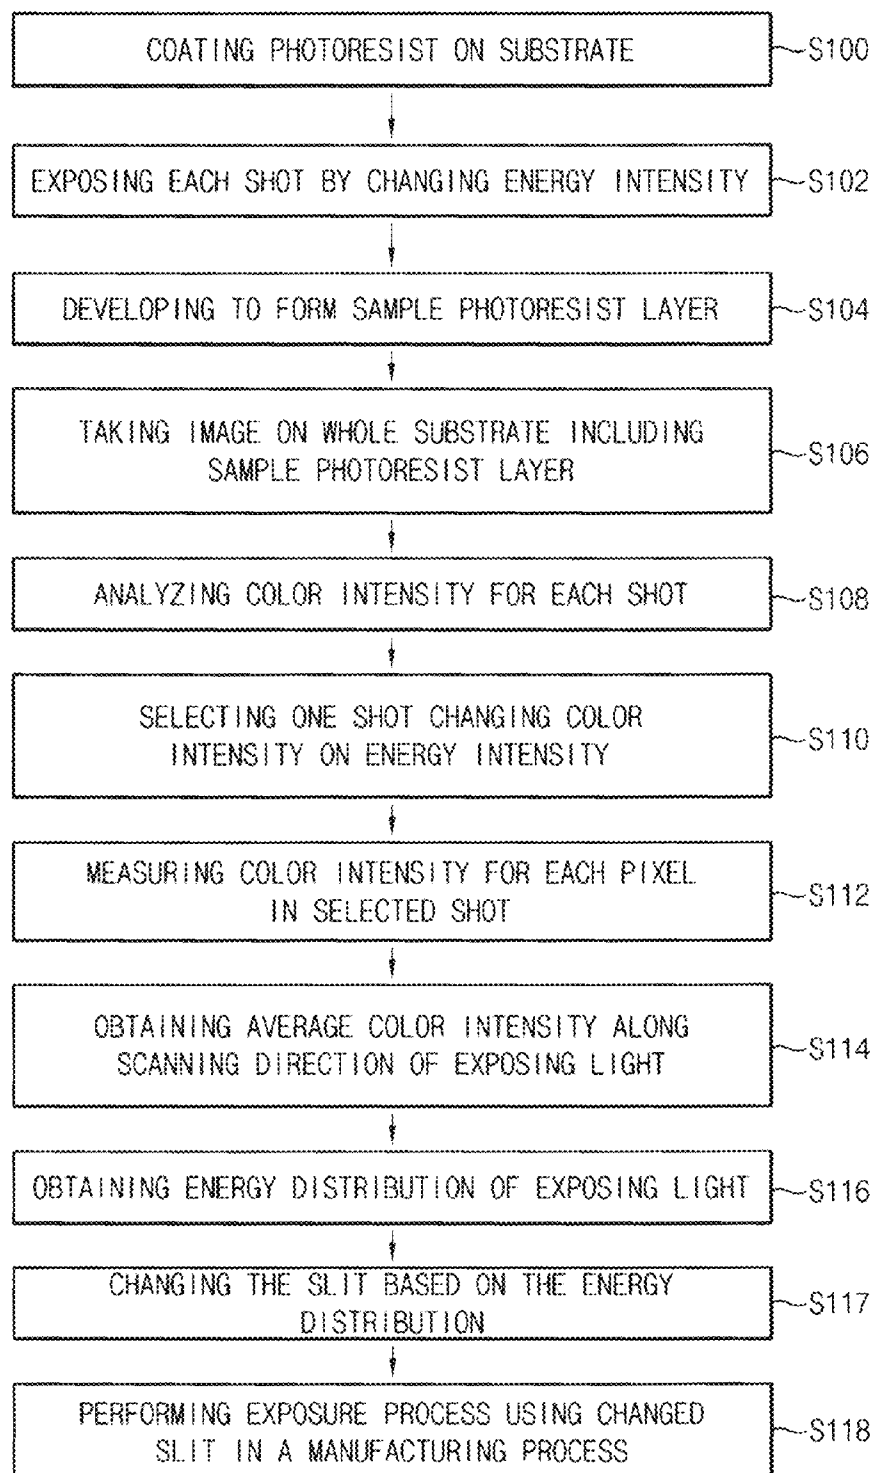 COATING PHOTORESIST ON SUBSTRATE
S100
EXPOSING EACH SHOT BY CHANGING ENERGY INTENSITY
S102
DEVELOPING TO FORM SAMPLE PHOTORESIST LAYER
S104
TAKING IMAGE ON WHOLE SUBSTRATE INCLUDING
SAMPLE PHOTORESIST LAYER
S106
ANALYZING COLOR INTENSITY FOR EACH SHOT
S108
SELECTING ONE SHOT CHANGING COLOR
INTENSITY ON ENERGY INTENSITY
S110
MEASURING COLOR INTENSITY FOR EACH PIXEL
IN SELECTED SHOT
S112
OBTAINING AVERAGE COLOR INTENSITY ALONG
SCANNING DIRECTION OF EXPOSING LIGHT
S114
OBTAINING ENERGY DISTRIBUTION OF EXPOSING LIGHT
S116
CHANGING THE SLIT BASED ON THE ENERGY
DISTRIBUTION
S117
PERFORMING EXPOSURE PROCESS USING CHANGED
SLIT IN A MANUFACTURING PROCESS
S118